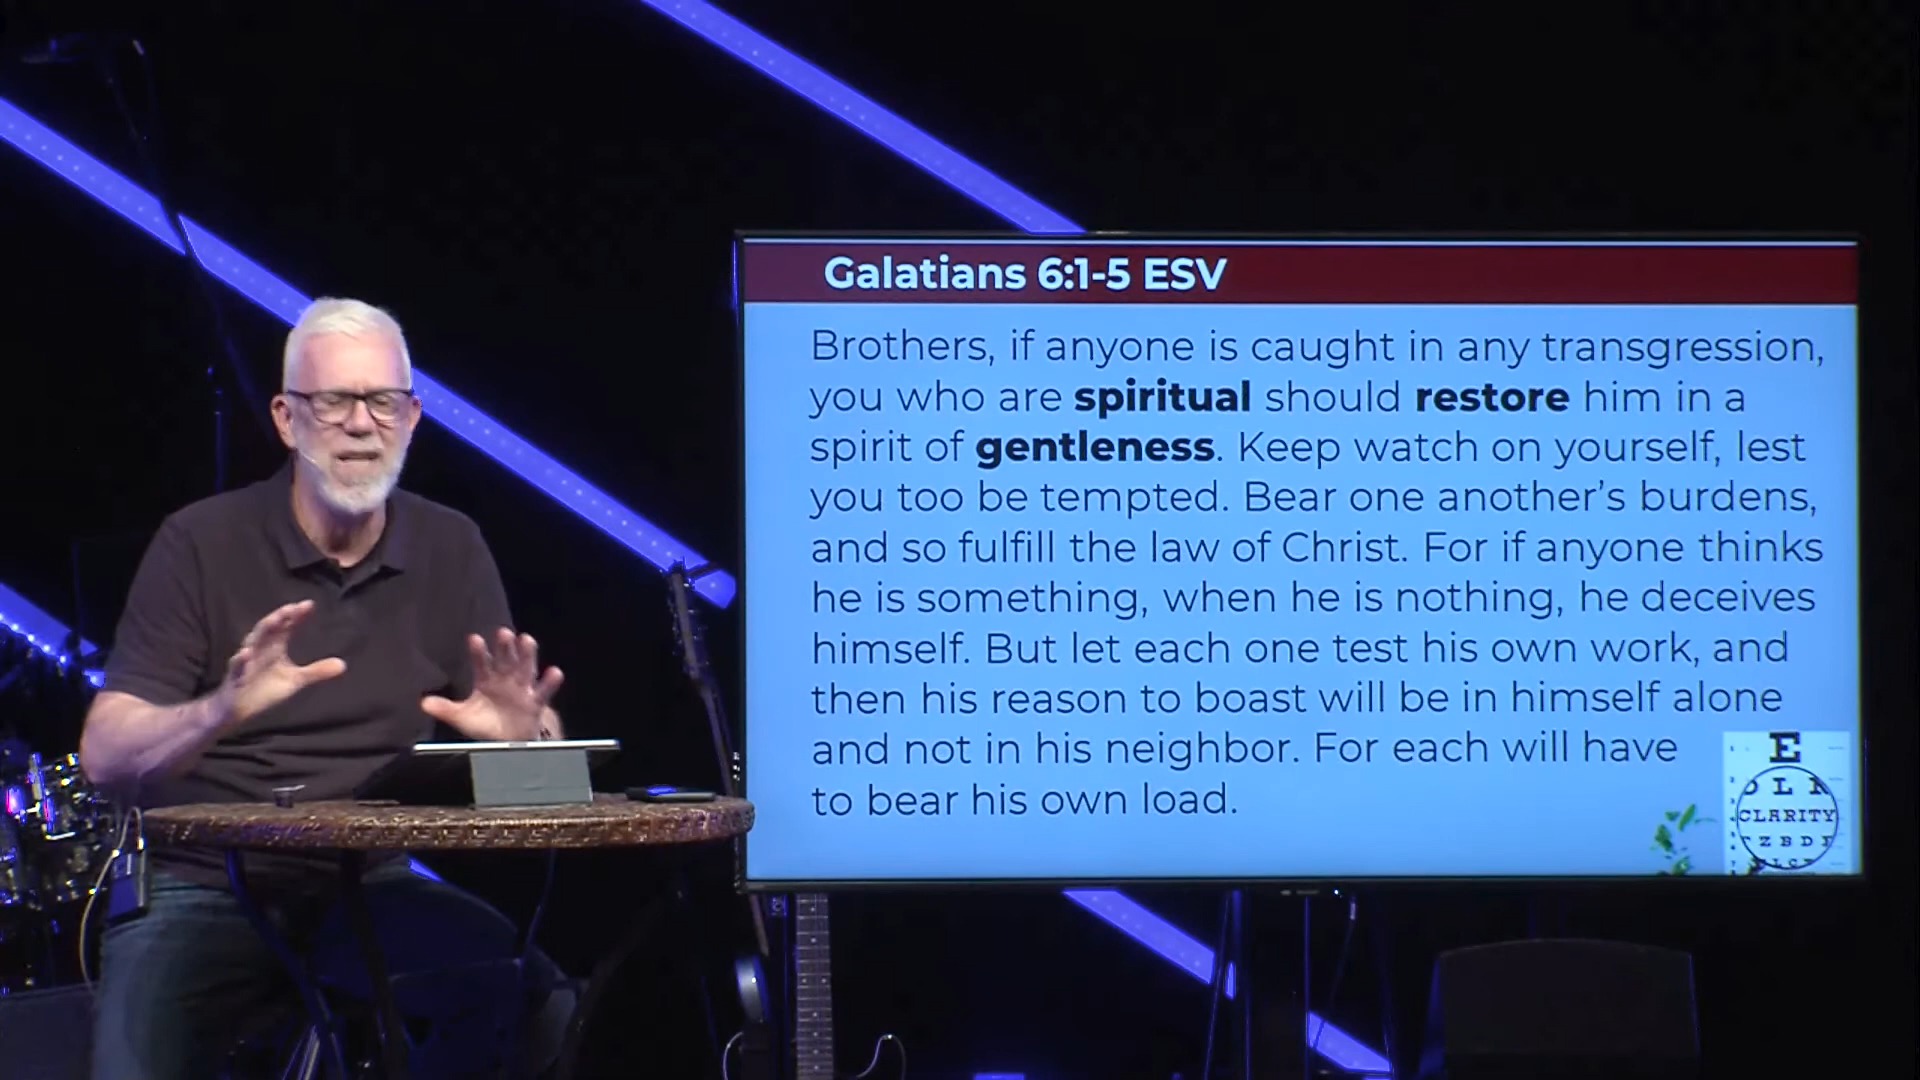 Galatians 6:1-5 ESV
Brothers, if anyone is caught in any transgression,
you who are spiritual should restore him in a
spirit of gentleness. Keep watch on yourself, lest
you too be tempted. Bear one another’s burdens,
and so fulfill the law of Christ. For if anyone thinks
he is something, when he is nothing, he deceives
himself. But let each one test his own work, and
then his reason to boast will be in himself alone
and not in his neighbor. For each will have
to bear his own load.
E
CLARITY